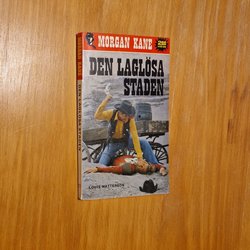 MORGAN KANE
DEN LAGLÖSA
STADEN
LOUIS MASTERSON